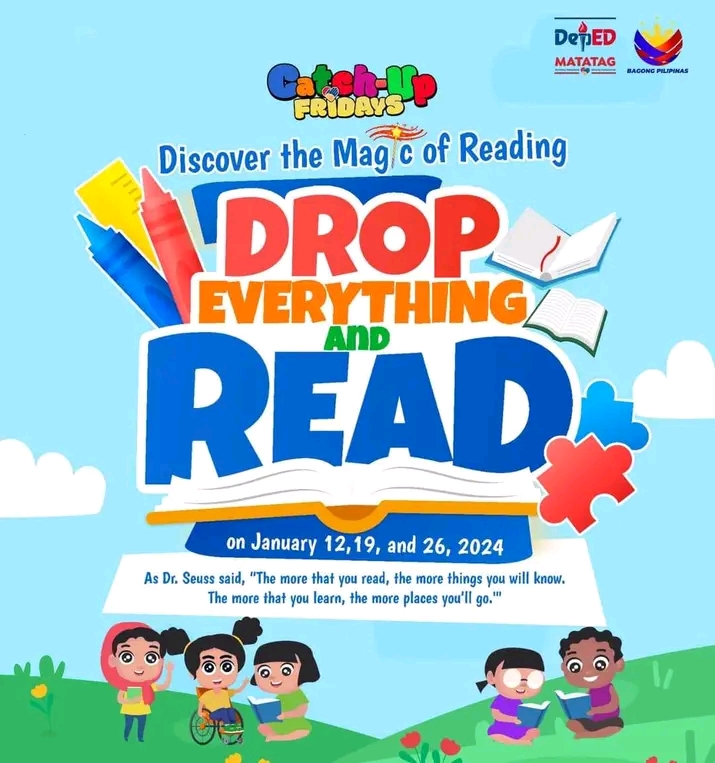 DepED
MATATAG
BAGONG PILIPINAS
Catch-Up
FRIDAYS
Discover the Magic of Reading
DROP
EVERYTHING
AND
READ
on January 12,19, and 26, 2024
As Dr. Seuss said, "The more that you read, the more things you will know.
The more that you learn, the more places you'll go.'"